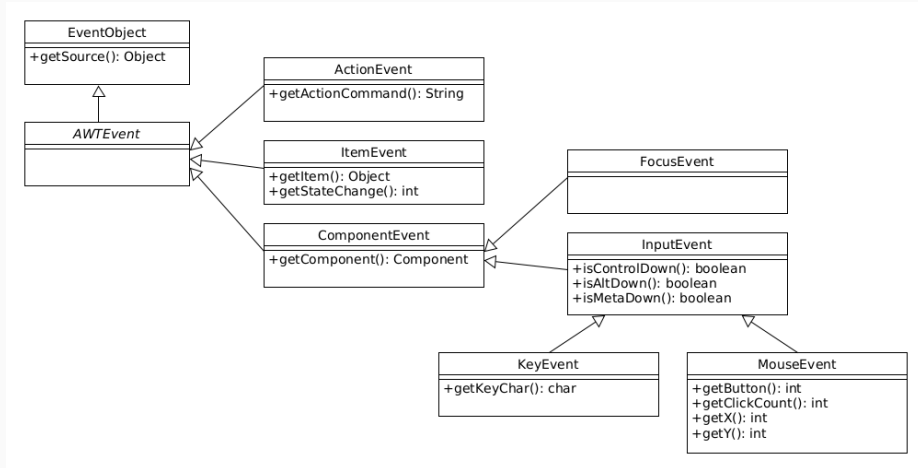 EventObject
+getSource(): Object
AWTEvent
ActionEvent
+getActionCommand(): String
ItemEvent
+getItem(): Object
+getStateChange(): int
ComponentEvent
+getComponent(): Component
FocusEvent
InputEvent
+isControlDown(): boolean
+isAltDown(): boolean
+isMetaDown(): boolean
KeyEvent
+getKeyChar(): char
MouseEvent
+getButton(): int
+getClickCount(): int
+getX(): int
+getY(): int